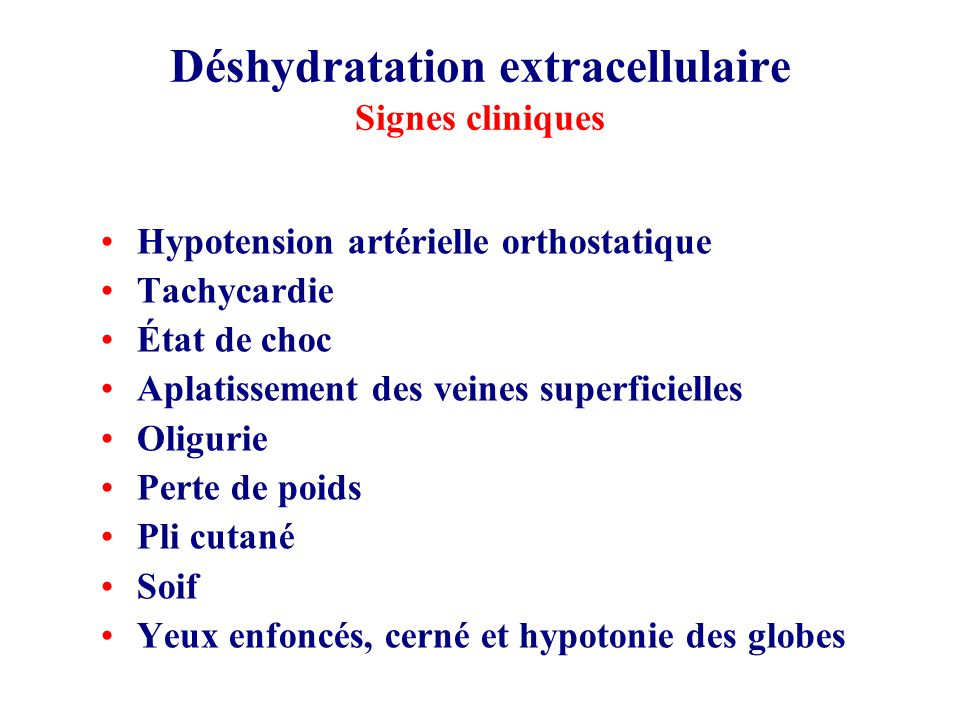 Déshydratation extracellulaire
Signes cliniques
• Hypotension artérielle orthostatique
• Tachycardie
• État de choc
• Aplatissement des veines superficielles
• Oligurie
• Perte de poids
• Pli cutané
• Soif
• Yeux enfoncés, cerné et hypotonie des globes